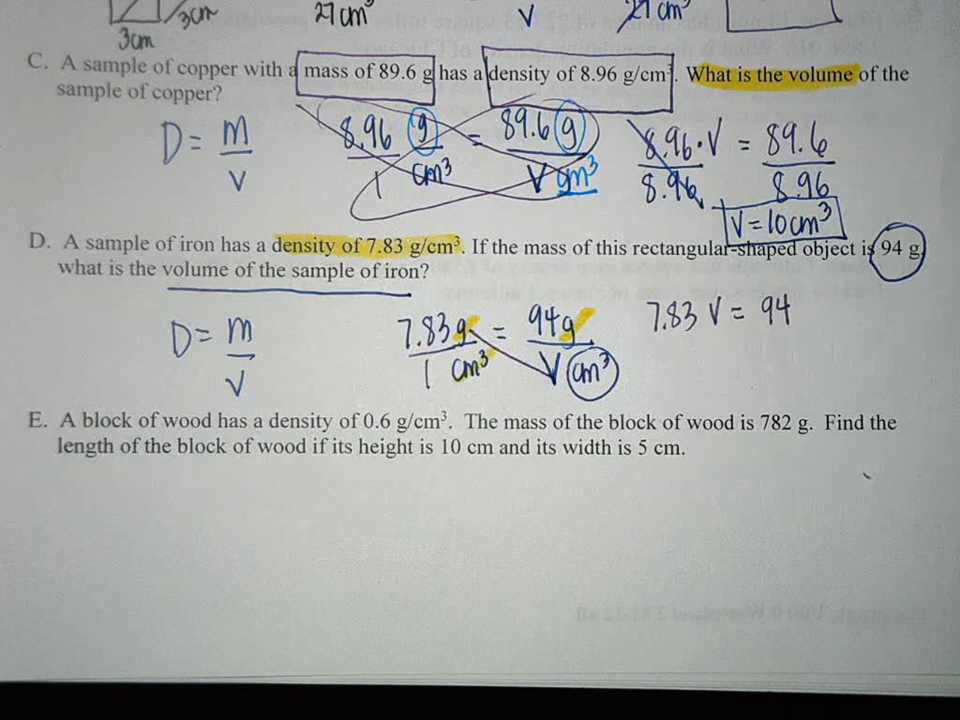 3cm
27cm³
V
27 cm³
3cm
C. A sample of copper with a mass of 89.6 g has a density of 8.96 g/cm³. What is the volume of the
sample of copper?
D = m/V
8.96 g / 1 cm³ = 89.6 g / V cm³
8.96·V / 8.96 = 89.6 / 8.96
V = 10cm³
D. A sample of iron has a density of 7.83 g/cm³. If the mass of this rectangular-shaped object is 94 g,
what is the volume of the sample of iron?
D = m/V
7.83 g / 1 cm³ = 94g / V cm³
7.83 V = 94
E. A block of wood has a density of 0.6 g/cm³. The mass of the block of wood is 782 g. Find the
length of the block of wood if its height is 10 cm and its width is 5 cm.